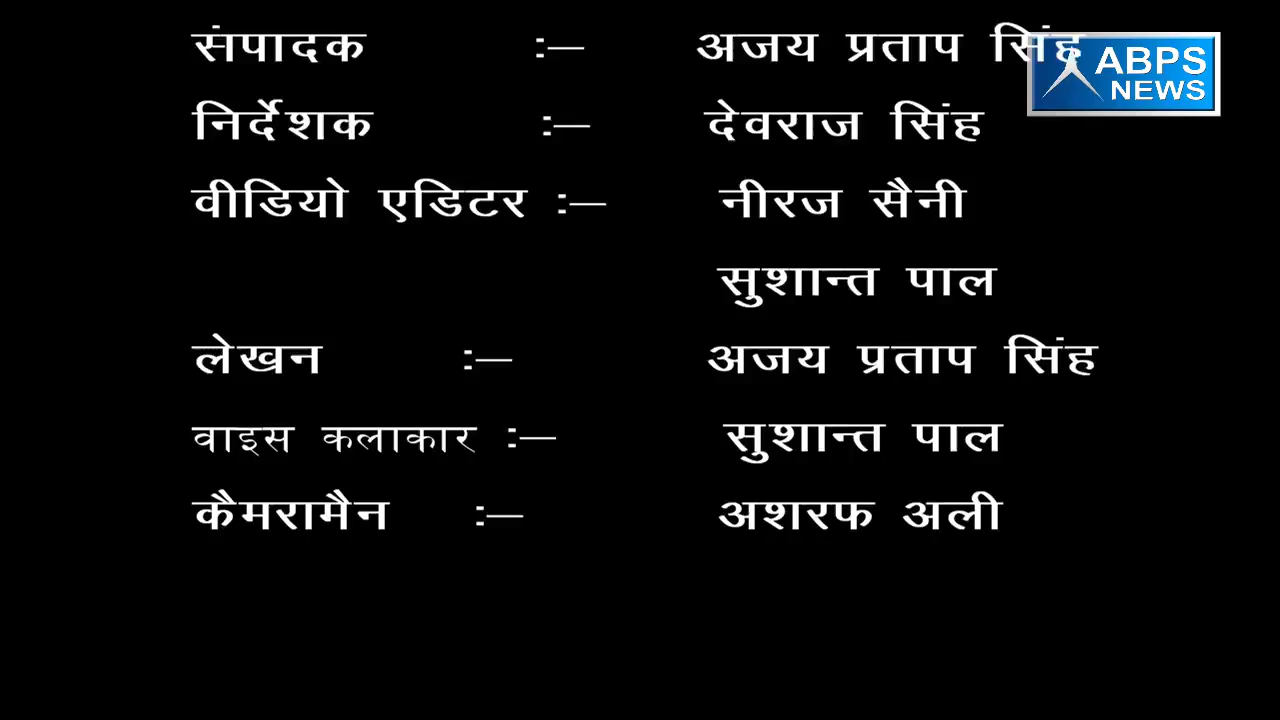 संपादक :— अजय प्रताप सिंह
ABPS
NEWS
निर्देशक :— देवराज सिंह
वीडियो एडिटर :— नीरज सैनी
सुशान्त पाल
लेखन :— अजय प्रताप सिंह
वाइस कलाकार :— सुशान्त पाल
कैमरामैन :— अशरफ अली